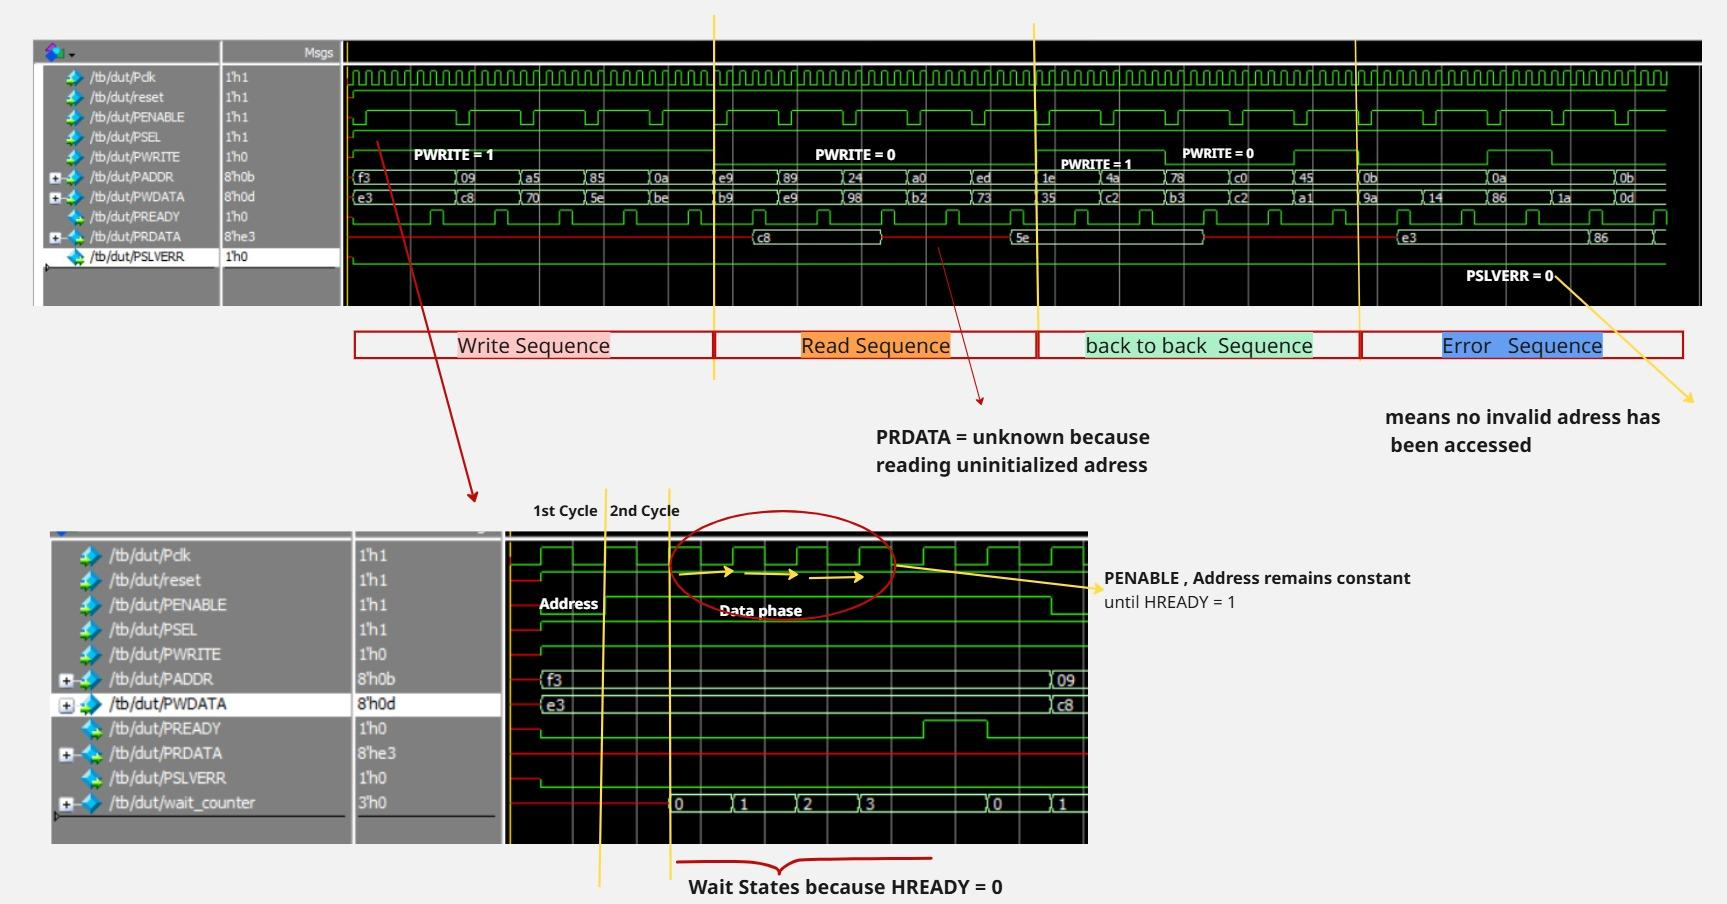 Msgs
/tb/dut/Pclk 1'h1
/tb/dut/reset 1'h1
/tb/dut/PENABLE 1'h1
/tb/dut/PSEL 1'h1
/tb/dut/PWRITE 1'h0 PWRITE = 1 PWRITE = 0 PWRITE = 1 PWRITE = 0
/tb/dut/PADDR 8'h0b f3 09 a5 85 0a e9 89 24 a0 ed 1e 4a 78 c0 45 0b 0a 0b
/tb/dut/PWDATA 8'h0d e3 c8 70 5e be b9 e9 98 b2 73 35 c2 b3 c2 a1 9a 14 86 1a 0d
/tb/dut/PREADY 1'h0
/tb/dut/PRDATA 8'he3 c8 5e e3 86
/tb/dut/PSLVERR 1'h0
PSLVERR = 0
Write Sequence Read Sequence back to back Sequence Error Sequence
means no invalid adress has
been accessed
PRDATA = unknown because
reading uninitialized adress
1st Cycle 2nd Cycle
/tb/dut/Pclk 1'h1
/tb/dut/reset 1'h1
/tb/dut/PENABLE 1'h1 Address Data phase
/tb/dut/PSEL 1'h1
/tb/dut/PWRITE 1'h0
/tb/dut/PADDR 8'h0b f3 09
/tb/dut/PWDATA 8'h0d e3 c8
/tb/dut/PREADY 1'h0
/tb/dut/PRDATA 8'he3
/tb/dut/PSLVERR 1'h0
/tb/dut/wait_counter 3'h0 0 1 2 3 0 1
PENABLE , Address remains constant
until HREADY = 1
Wait States because HREADY = 0